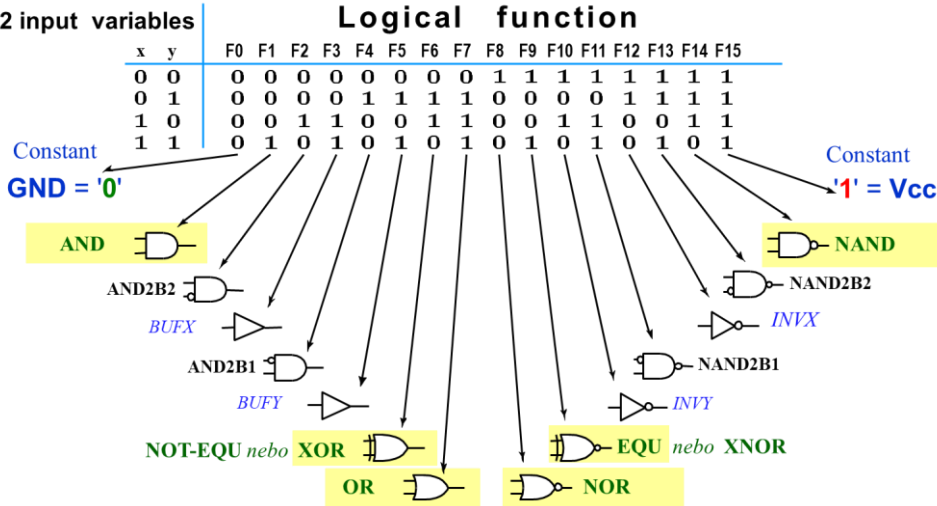 2 input variables
Logical function
x y F0 F1 F2 F3 F4 F5 F6 F7 F8 F9 F10 F11 F12 F13 F14 F15
0 0 0 0 0 0 0 0 0 0 1 1 1 1 1 1 1 1
0 1 0 0 0 0 1 1 1 1 0 0 0 0 1 1 1 1
1 0 0 0 1 1 0 0 1 1 0 0 1 1 0 0 1 1
1 1 0 1 0 1 0 1 0 1 0 1 0 1 0 1 0 1
Constant
GND = '0'
Constant
'1' = Vcc
AND
NAND
AND2B2
NAND2B2
BUFX
INVX
AND2B1
NAND2B1
BUFY
INVY
NOT-EQU nebo XOR
EQU nebo XNOR
OR
NOR